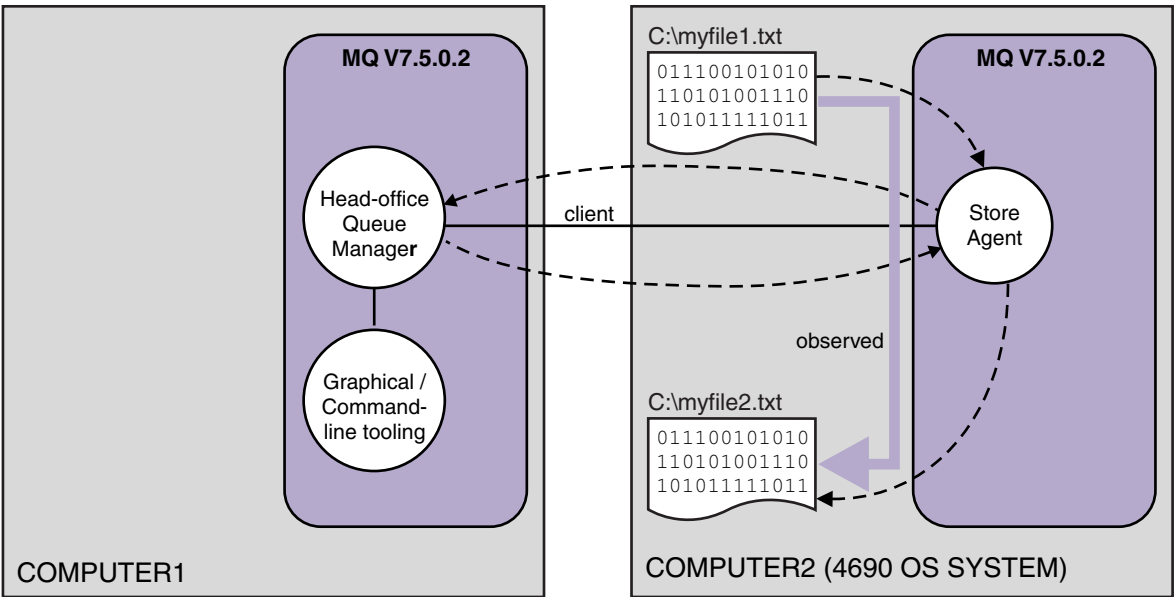 MQ V7.5.0.2
Head-office
Queue
Manager
Graphical /
Command-
line tooling
COMPUTER1
client
C:\myfile1.txt
011100101010
110101001110
101011111011
MQ V7.5.0.2
Store
Agent
observed
C:\myfile2.txt
011100101010
110101001110
101011111011
COMPUTER2 (4690 OS SYSTEM)